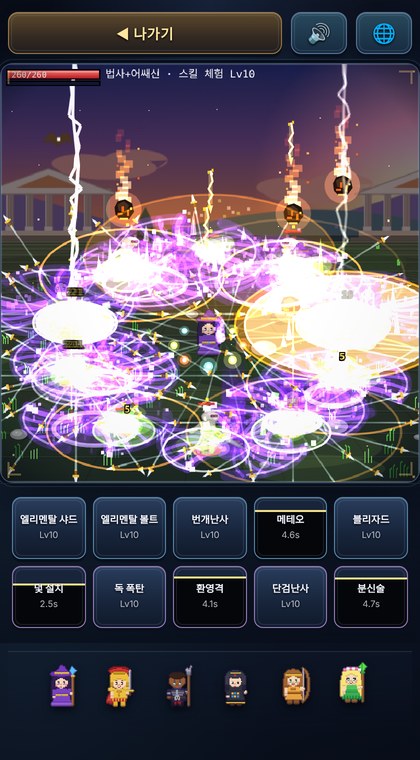 ◀ 나가기
260/260 법사+어쌔신 · 스킬 체험 Lv10
5
5
엘리멘탈 샤드 엘리멘탈 볼트 번개난사 메테오 블리자드
Lv10 Lv10 Lv10 4.6s Lv10
덫 설치 독 폭탄 환영격 단검난사 분신술
2.5s Lv10 4.1s Lv10 4.7s